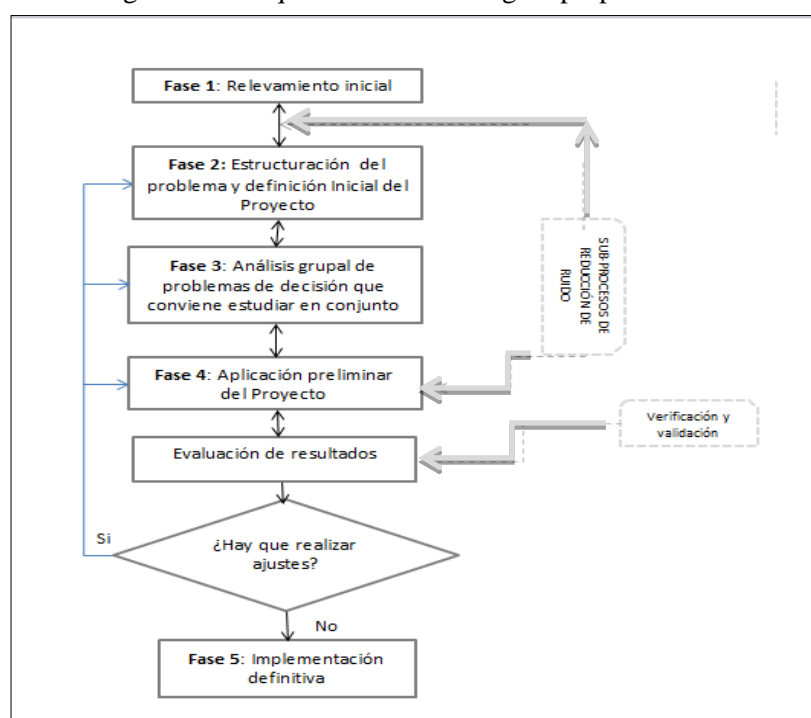 Fase 1: Relevamiento inicial
Fase 2: Estructuración del
problema y definición Inicial del
Proyecto
Fase 3: Análisis grupal de
problemas de decisión que
conviene estudiar en conjunto
SUB-PROCESOS DE
REDUCCIÓN DE
RUIDO
Fase 4: Aplicación preliminar
del Proyecto
Verificación y
validación
Evaluación de resultados
¿Hay que realizar
ajustes?
Si
No
Fase 5: Implementación
definitiva